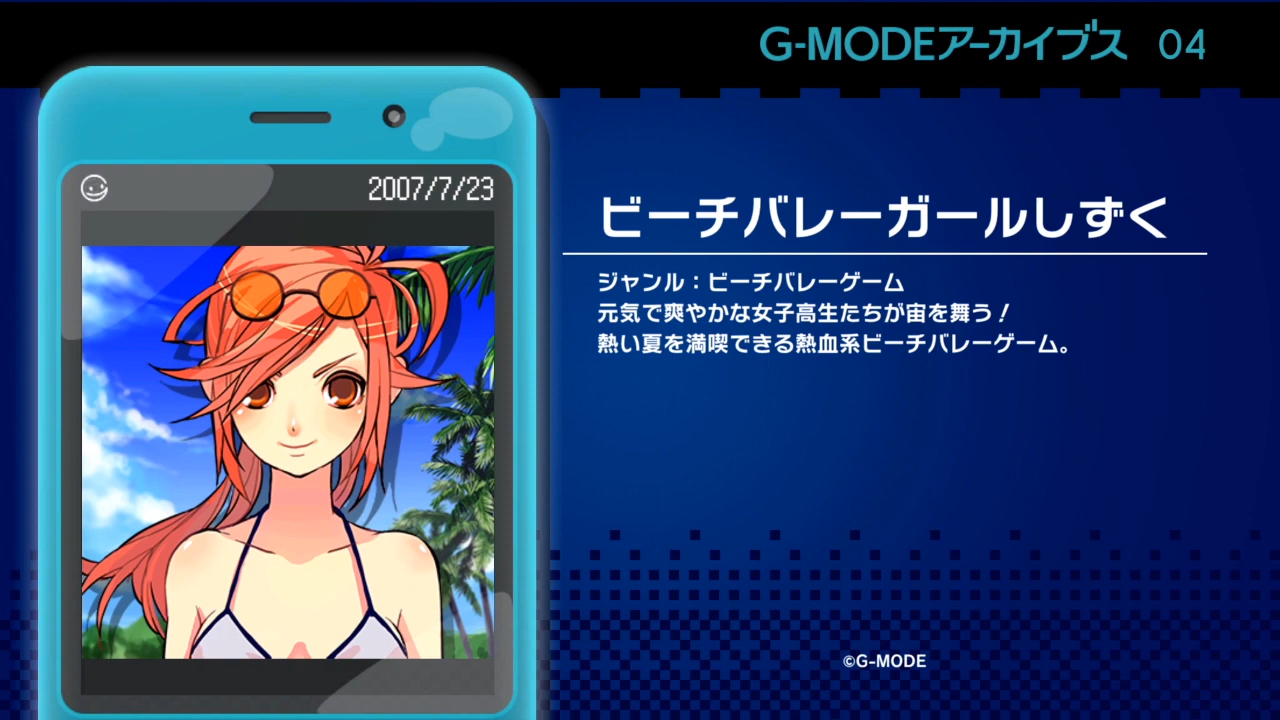 G-MODEアーカイブス 04
2007/7/23
ビーチバレーガールしずく
ジャンル：ビーチバレーゲーム
元気で爽やかな女子高生たちが宙を舞う！
熱い夏を満喫できる熱血系ビーチバレーゲーム。
©G-MODE